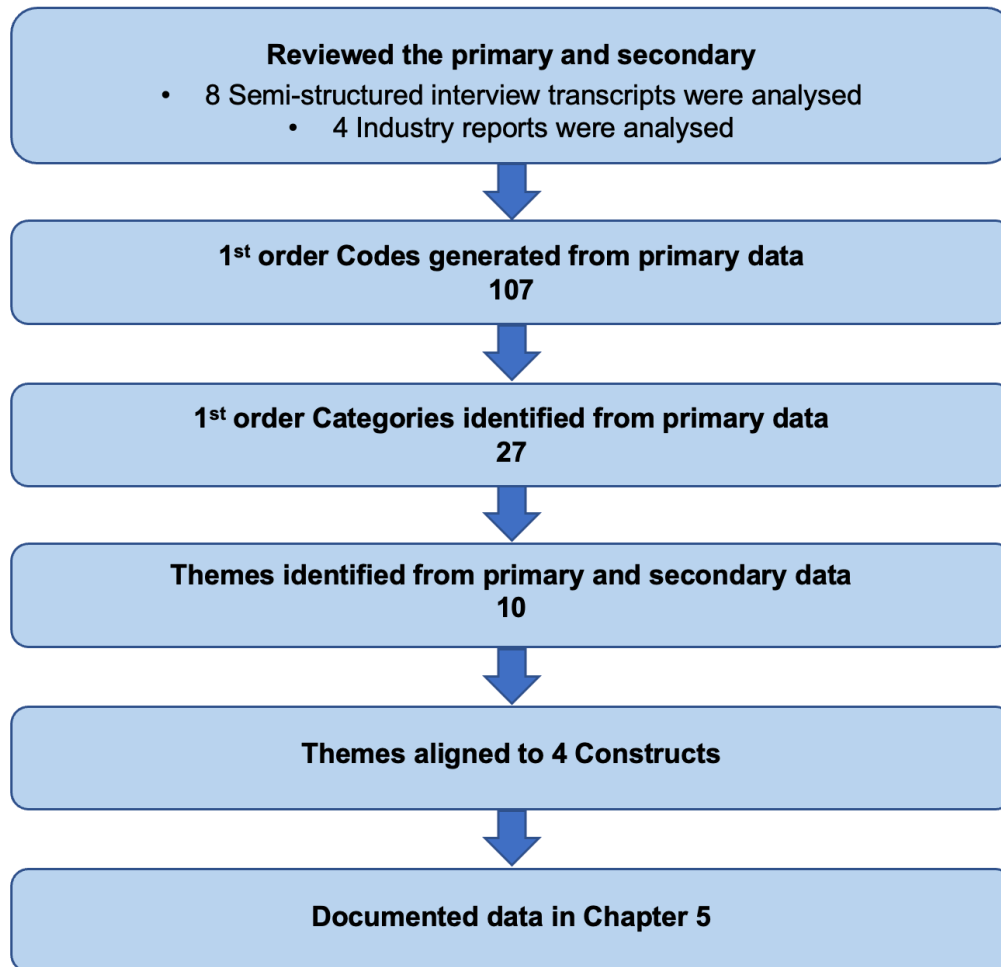 Reviewed the primary and secondary
• 8 Semi-structured interview transcripts were analysed
• 4 Industry reports were analysed
1st order Codes generated from primary data
107
1st order Categories identified from primary data
27
Themes identified from primary and secondary data
10
Themes aligned to 4 Constructs
Documented data in Chapter 5